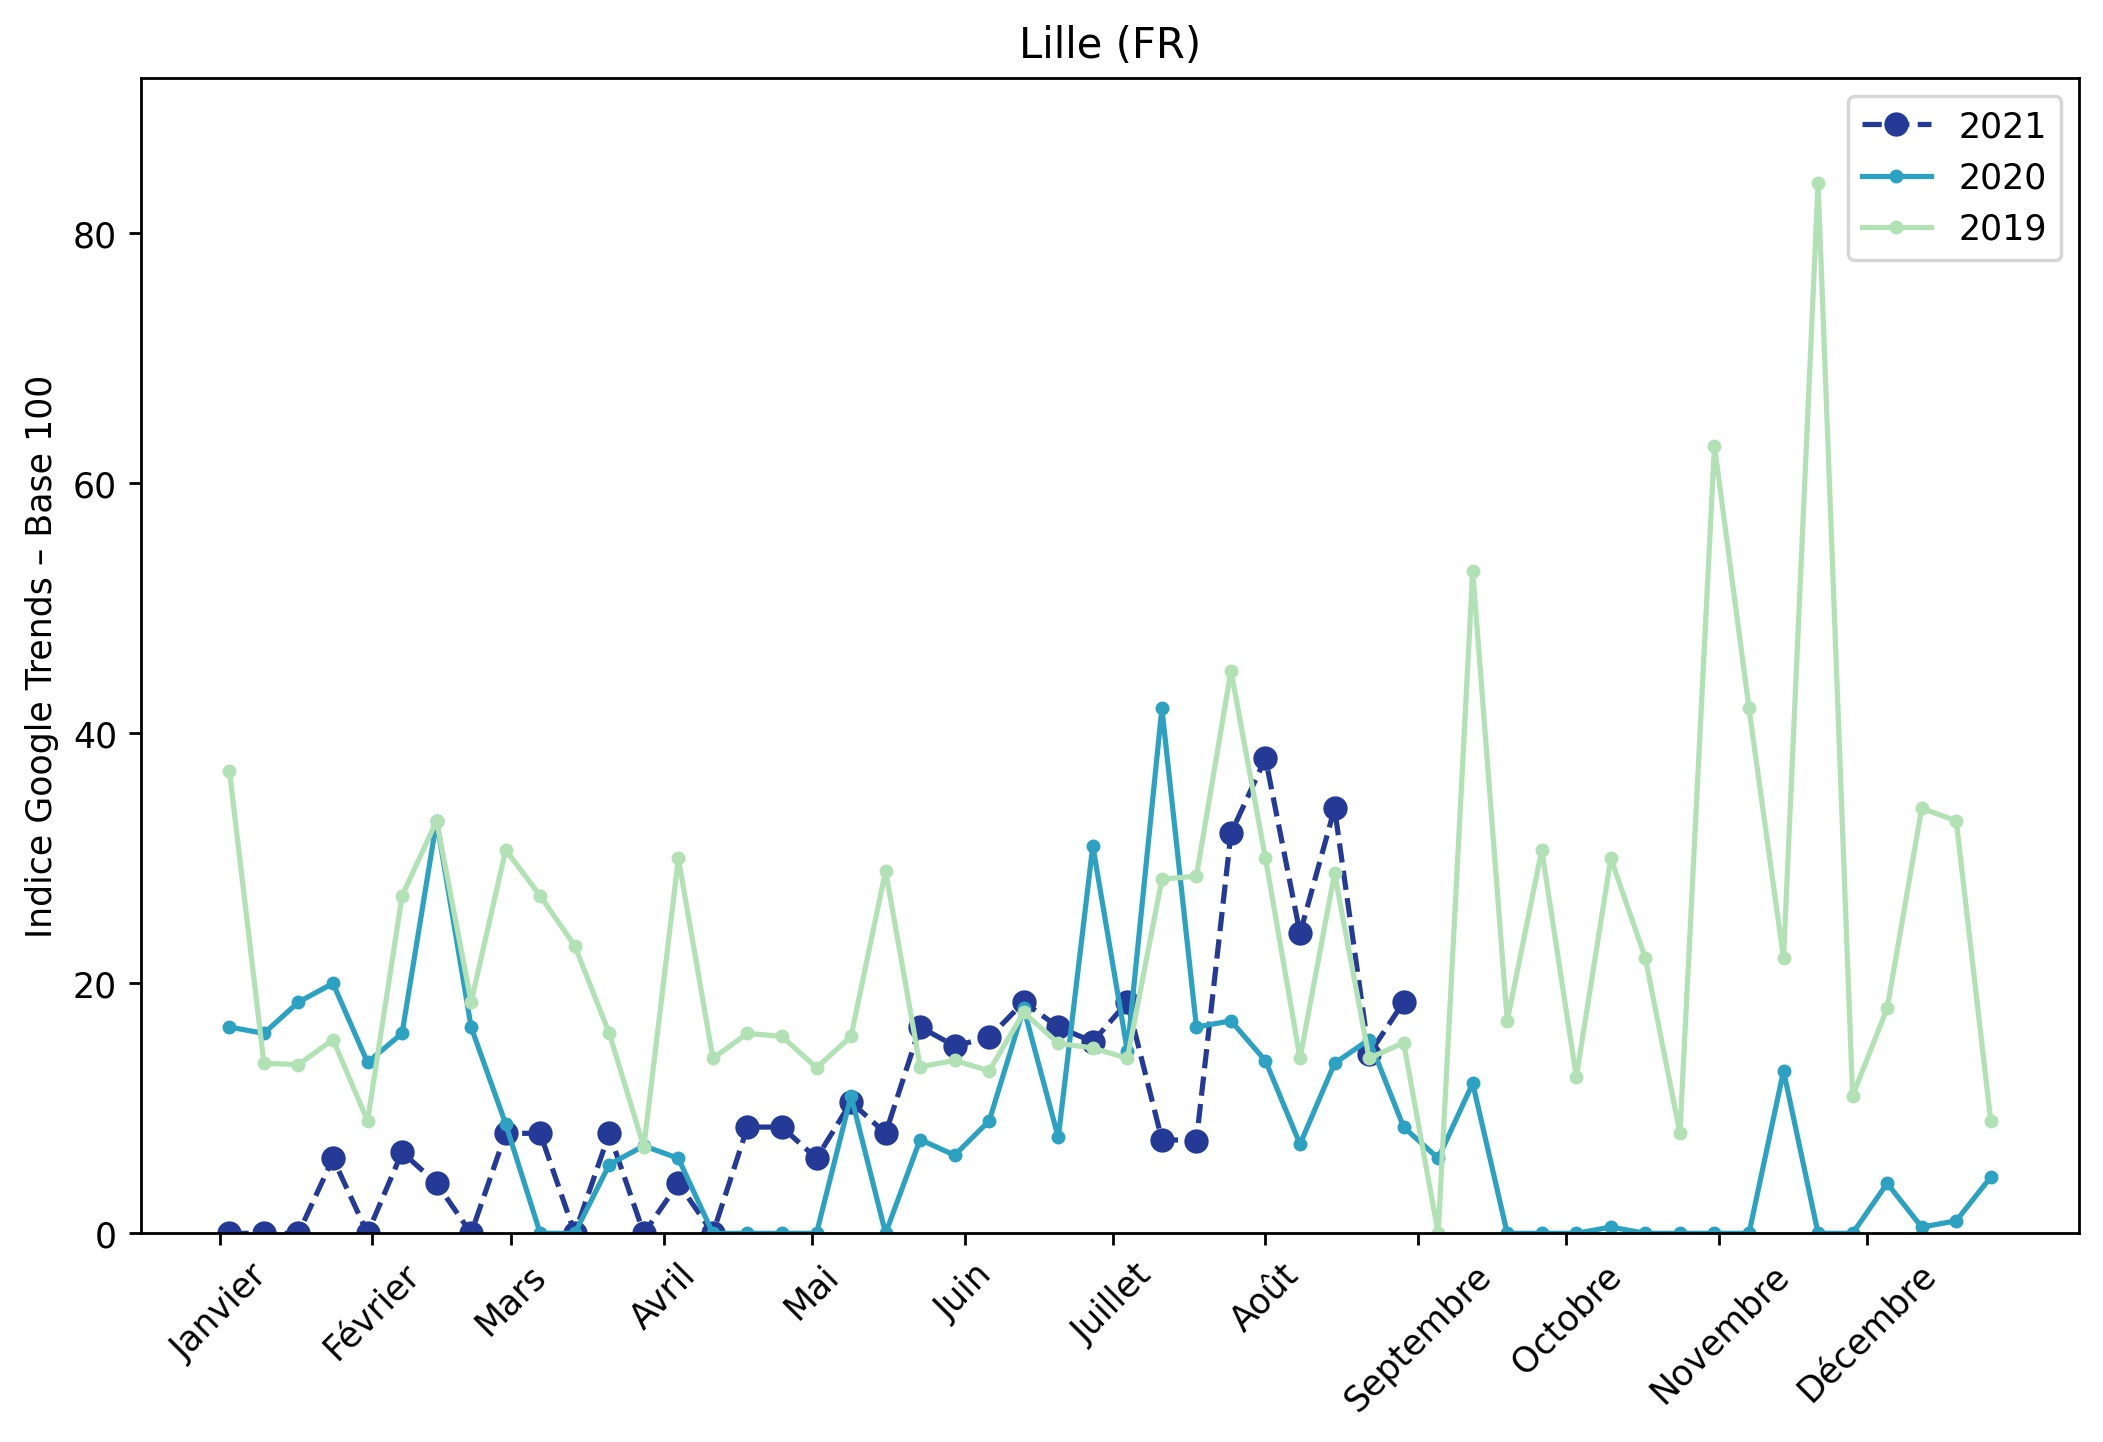 Lille (FR)
2021
2020
2019
Indice Google Trends – Base 100
80
60
40
20
0
Janvier
Février
Mars
Avril
Mai
Juin
Juillet
Août
Septembre
Octobre
Novembre
Décembre